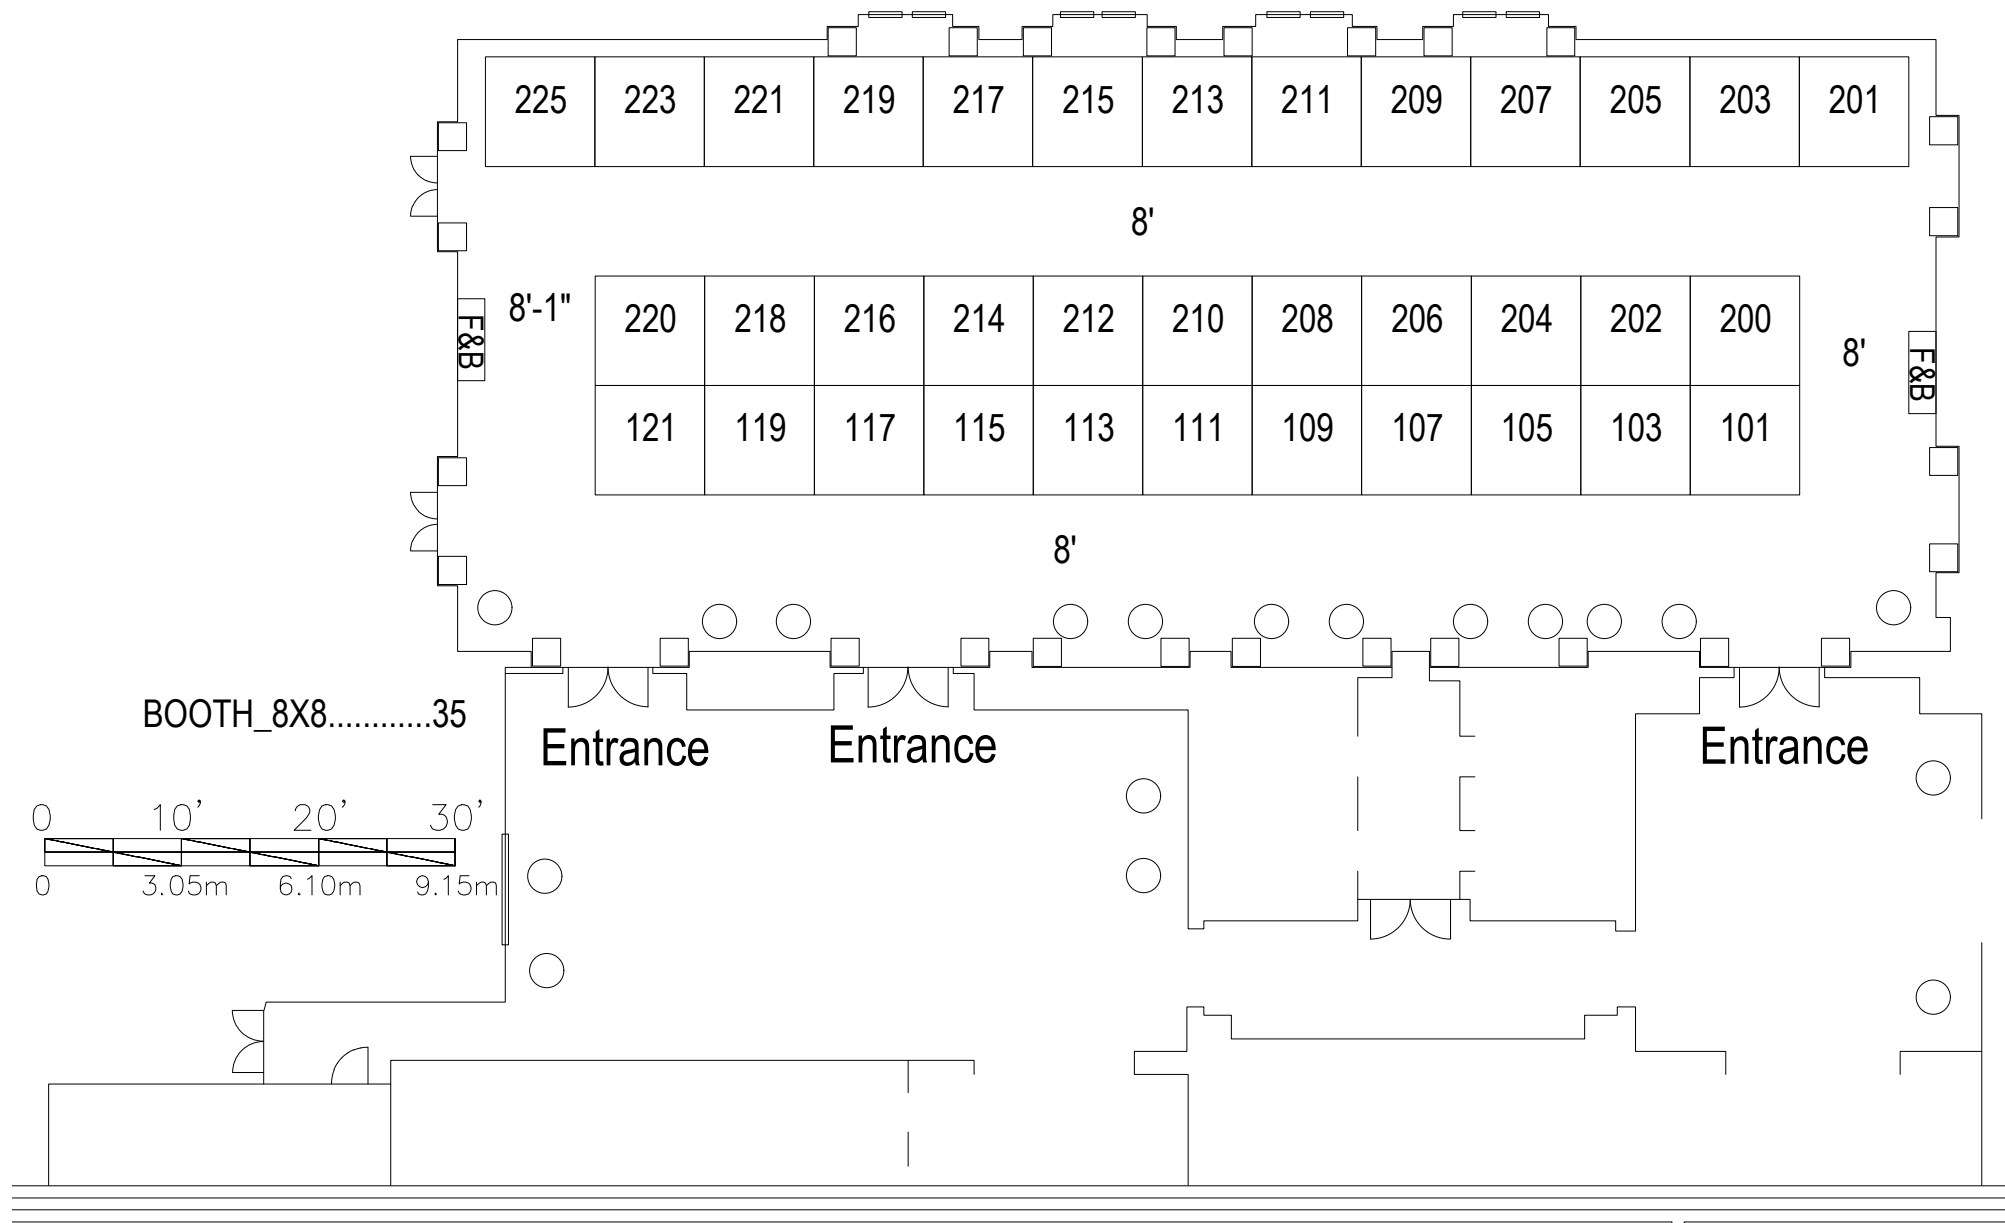 225 223 221 219 217 215 213 211 209 207 205 203 201
8'
8'-1"
F&B
220 218 216 214 212 210 208 206 204 202 200
8'
F&B
121 119 117 115 113 111 109 107 105 103 101
8'
BOOTH_8X8............35
Entrance Entrance Entrance
0 10' 20' 30'
0 3.05m 6.10m 9.15m